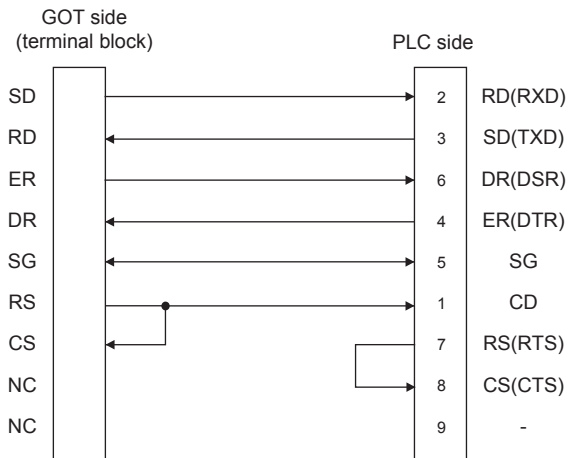 GOT side
(terminal block)
PLC side
SD 2 RD(RXD)
RD 3 SD(TXD)
ER 6 DR(DSR)
DR 4 ER(DTR)
SG 5 SG
RS 1 CD
CS 7 RS(RTS)
NC 8 CS(CTS)
NC 9 -